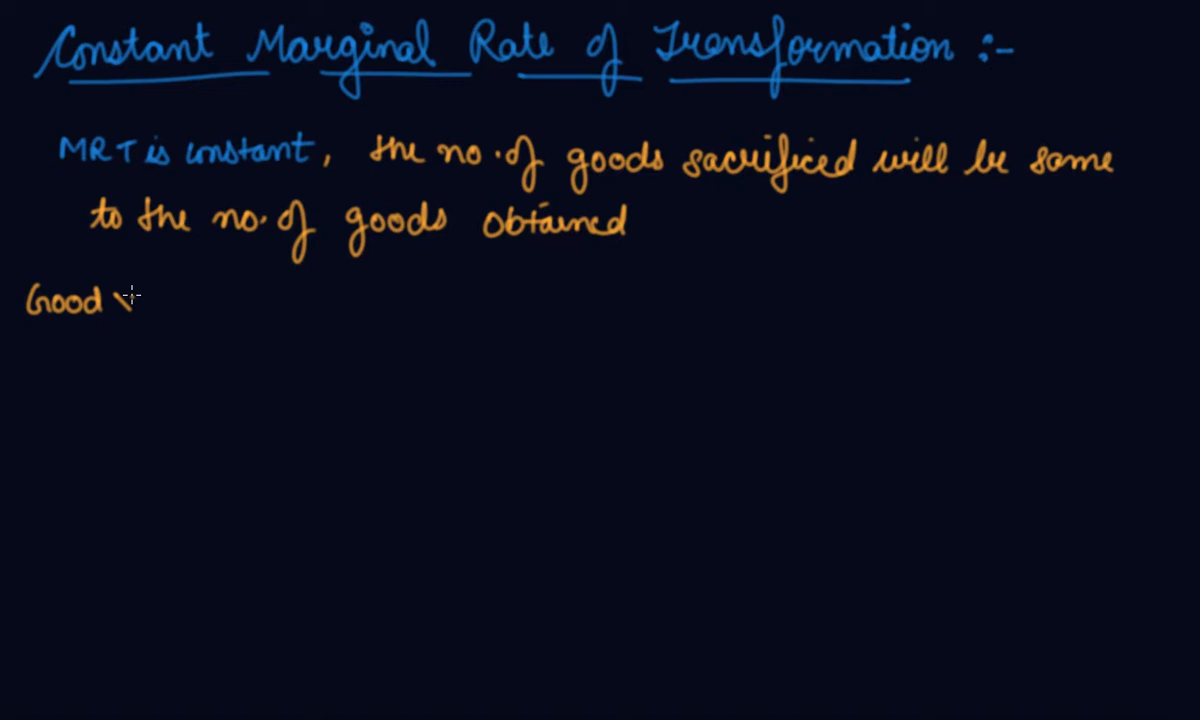 Constant Marginal Rate of Transformation :-
MRT is constant, the no. of goods sacrificed will be same
to the no. of goods obtained
Good \